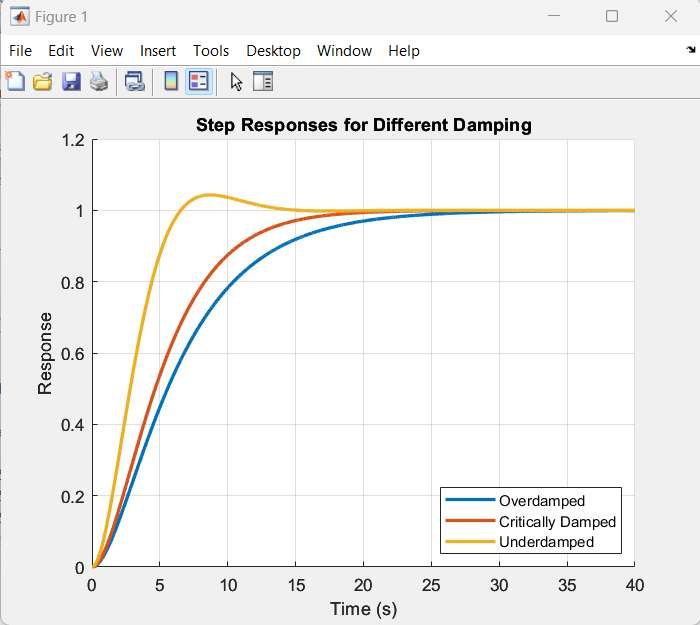 Figure 1
File Edit View Insert Tools Desktop Window Help
Step Responses for Different Damping
1.2
1
0.8
0.6
0.4
0.2
0
Response
0 5 10 15 20 25 30 35 40
Time (s)
Overdamped
Critically Damped
Underdamped